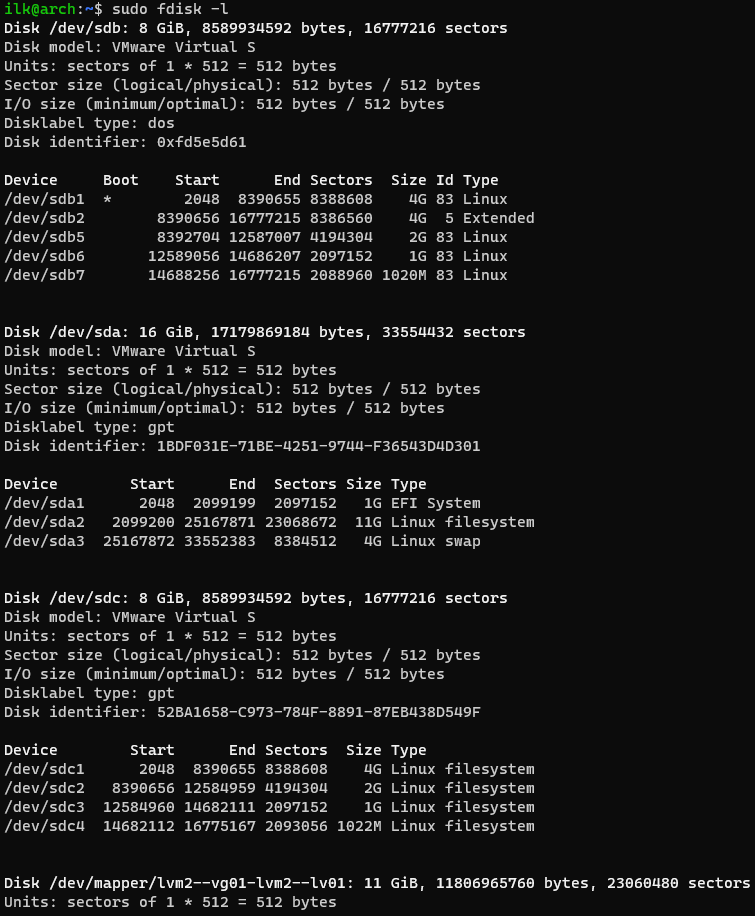 ilk@arch:~$ sudo fdisk -l
Disk /dev/sdb: 8 GiB, 8589934592 bytes, 16777216 sectors
Disk model: VMware Virtual S
Units: sectors of 1 * 512 = 512 bytes
Sector size (logical/physical): 512 bytes / 512 bytes
I/O size (minimum/optimal): 512 bytes / 512 bytes
Disklabel type: dos
Disk identifier: 0xfd5e5d61

Device     Boot    Start      End Sectors  Size Id Type
/dev/sdb1  *        2048  8390655 8388608    4G 83 Linux
/dev/sdb2        8390656 16777215 8386560    4G  5 Extended
/dev/sdb5        8392704 12587007 4194304    2G 83 Linux
/dev/sdb6       12589056 14686207 2097152    1G 83 Linux
/dev/sdb7       14688256 16777215 2088960 1020M 83 Linux

Disk /dev/sda: 16 GiB, 17179869184 bytes, 33554432 sectors
Disk model: VMware Virtual S
Units: sectors of 1 * 512 = 512 bytes
Sector size (logical/physical): 512 bytes / 512 bytes
I/O size (minimum/optimal): 512 bytes / 512 bytes
Disklabel type: gpt
Disk identifier: 1BDF031E-71BE-4251-9744-F36543D4D301

Device        Start      End  Sectors Size Type
/dev/sda1      2048  2099199  2097152   1G EFI System
/dev/sda2   2099200 25167871 23068672  11G Linux filesystem
/dev/sda3  25167872 33552383  8384512   4G Linux swap

Disk /dev/sdc: 8 GiB, 8589934592 bytes, 16777216 sectors
Disk model: VMware Virtual S
Units: sectors of 1 * 512 = 512 bytes
Sector size (logical/physical): 512 bytes / 512 bytes
I/O size (minimum/optimal): 512 bytes / 512 bytes
Disklabel type: gpt
Disk identifier: 52BA1658-C973-784F-8891-87EB438D549F

Device        Start      End Sectors  Size Type
/dev/sdc1      2048  8390655 8388608    4G Linux filesystem
/dev/sdc2   8390656 12584959 4194304    2G Linux filesystem
/dev/sdc3  12584960 14682111 2097152    1G Linux filesystem
/dev/sdc4  14682112 16775167 2093056 1022M Linux filesystem

Disk /dev/mapper/lvm2--vg01-lvm2--lv01: 11 GiB, 11806965760 bytes, 23060480 sectors
Units: sectors of 1 * 512 = 512 bytes